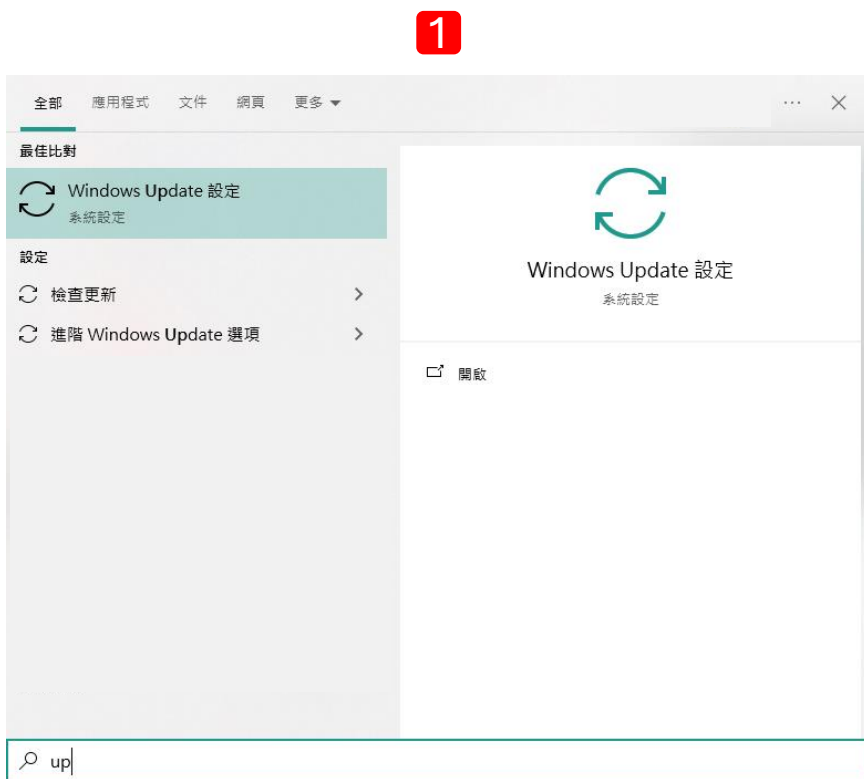 1
全部 應用程式 文件 網頁 更多
最佳比對
Windows Update 設定
系統設定
設定
檢查更新
進階 Windows Update 選項
Windows Update 設定
系統設定
開啟
up